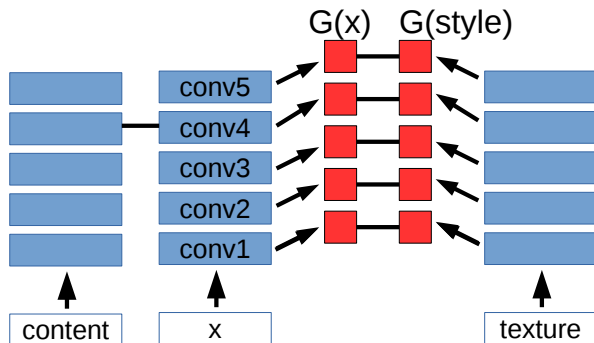 G(x) G(style)
conv5
conv4
conv3
conv2
conv1
content x texture